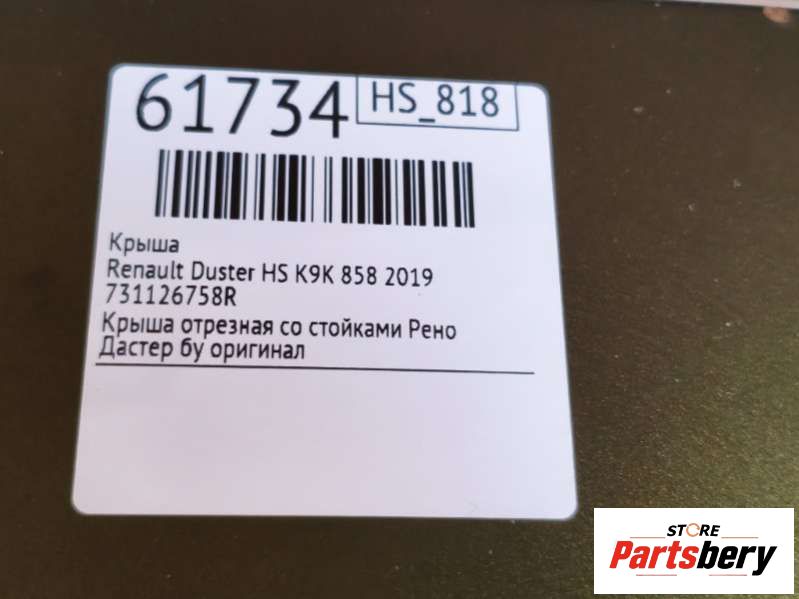 61734
HS_818
Крыша
Renault Duster HS K9K 858 2019
731126758R
Крыша отрезная со стойками Рено
Дастер бу оригинал
STORE
Partsbery